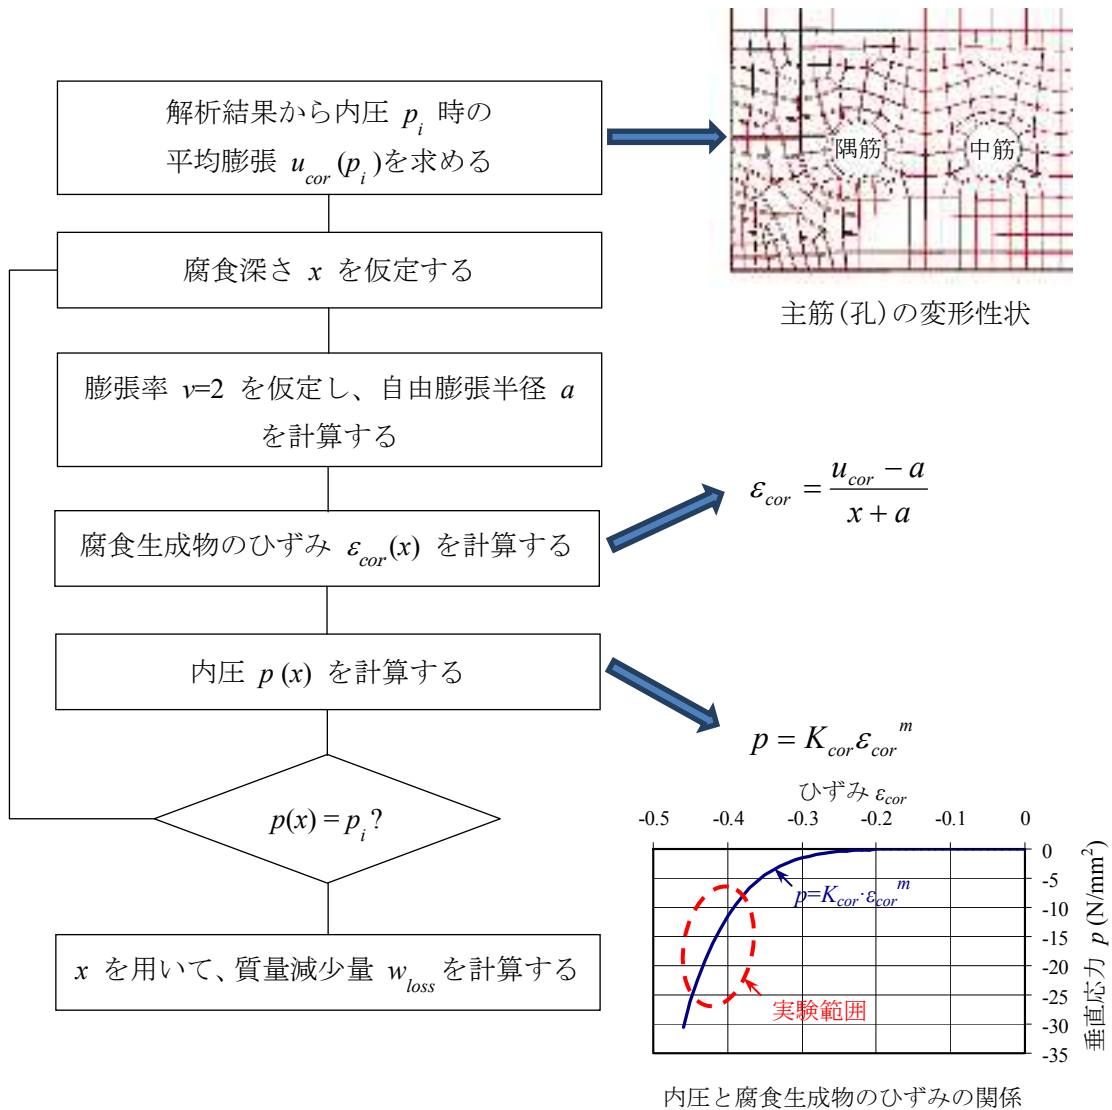 解析結果から内圧 p_i 時の
平均膨張 u_cor (p_i)を求める
隅筋
中筋
主筋(孔)の変形性状
腐食深さ x を仮定する
膨張率 v=2 を仮定し、自由膨張半径 a
を計算する
ε_cor = (u_cor − a) / (x + a)
腐食生成物のひずみ ε_cor(x) を計算する
内圧 p (x) を計算する
p = K_cor ε_cor^m
p(x) = p_i ?
x を用いて、質量減少量 w_loss を計算する
ひずみ ε_cor
-0.5 -0.4 -0.3 -0.2 -0.1 0
0
-5
-10
-15
-20
-25
-30
-35
垂直応力 p (N/mm²)
p=K_cor·ε_cor^m
実験範囲
内圧と腐食生成物のひずみの関係